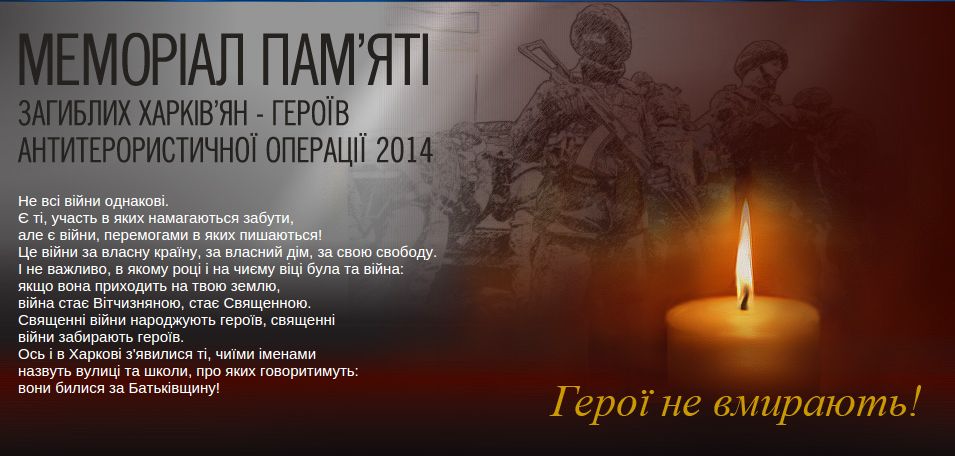 МЕМОРІАЛ ПАМ’ЯТІ
ЗАГИБЛИХ ХАРКІВ’ЯН - ГЕРОЇВ
АНТИТЕРОРИСТИЧНОЇ ОПЕРАЦІЇ 2014
Не всі війни однакові.
Є ті, участь в яких намагаються забути,
але є війни, перемогами в яких пишаються!
Це війни за власну країну, за власний дім, за свою свободу.
І не важливо, в якому році і на чиєму віці була та війна:
якщо вона приходить на твою землю,
війна стає Вітчизняною, стає Священною.
Священні війни народжують героїв, священні
війни забирають героїв.
Ось і в Харкові з'явилися ті, чиїми іменами
назвуть вулиці та школи, про яких говоритимуть:
вони билися за Батьківщину!
Герої не вмирають!